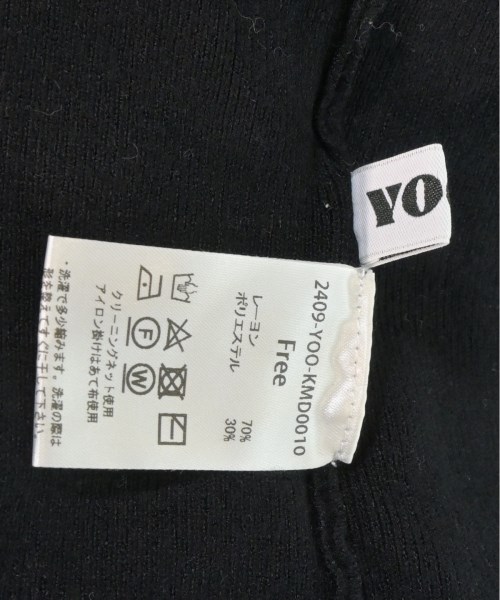 YO
2409-YOO-KMD0010
Free
レーヨン 70%
ポリエステル 30%
F
W
クリーニングネット使用
アイロン掛けはあて布使用
・洗濯で多少縮みます。洗濯の際は
形を整えてすぐに干して下さい。